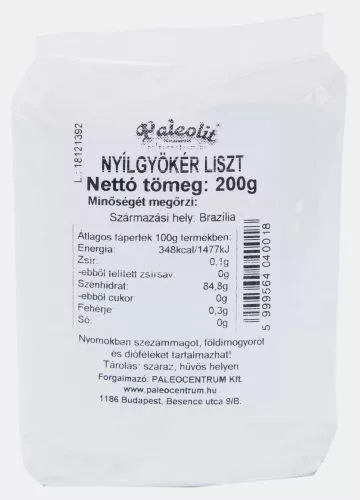 Paleolit
NYÍLGYÖKÉR LISZT
Nettó tömeg: 200g
Minőségét megőrzi:
Származási hely: Brazília
Átlagos tápérték 100g termékben:
Energia: 348kcal/1477kJ
Zsír: 0,1g
-ebből telített zsírsav: 0g
Szénhidrát: 84,8g
-ebből cukor 0g
Fehérje 0,3g
Só: 0g
Nyomokban szezámmagot, földimogyorót
és dióféleket tartalmazhat!
Tárolás: száraz, hűvös helyen
Forgalmazó: PALEOCENTRUM Kft.
www.paleocentrum.hu
1186 Budapest, Besence utca 9/B.
L.: 18121392
5 999564 040018